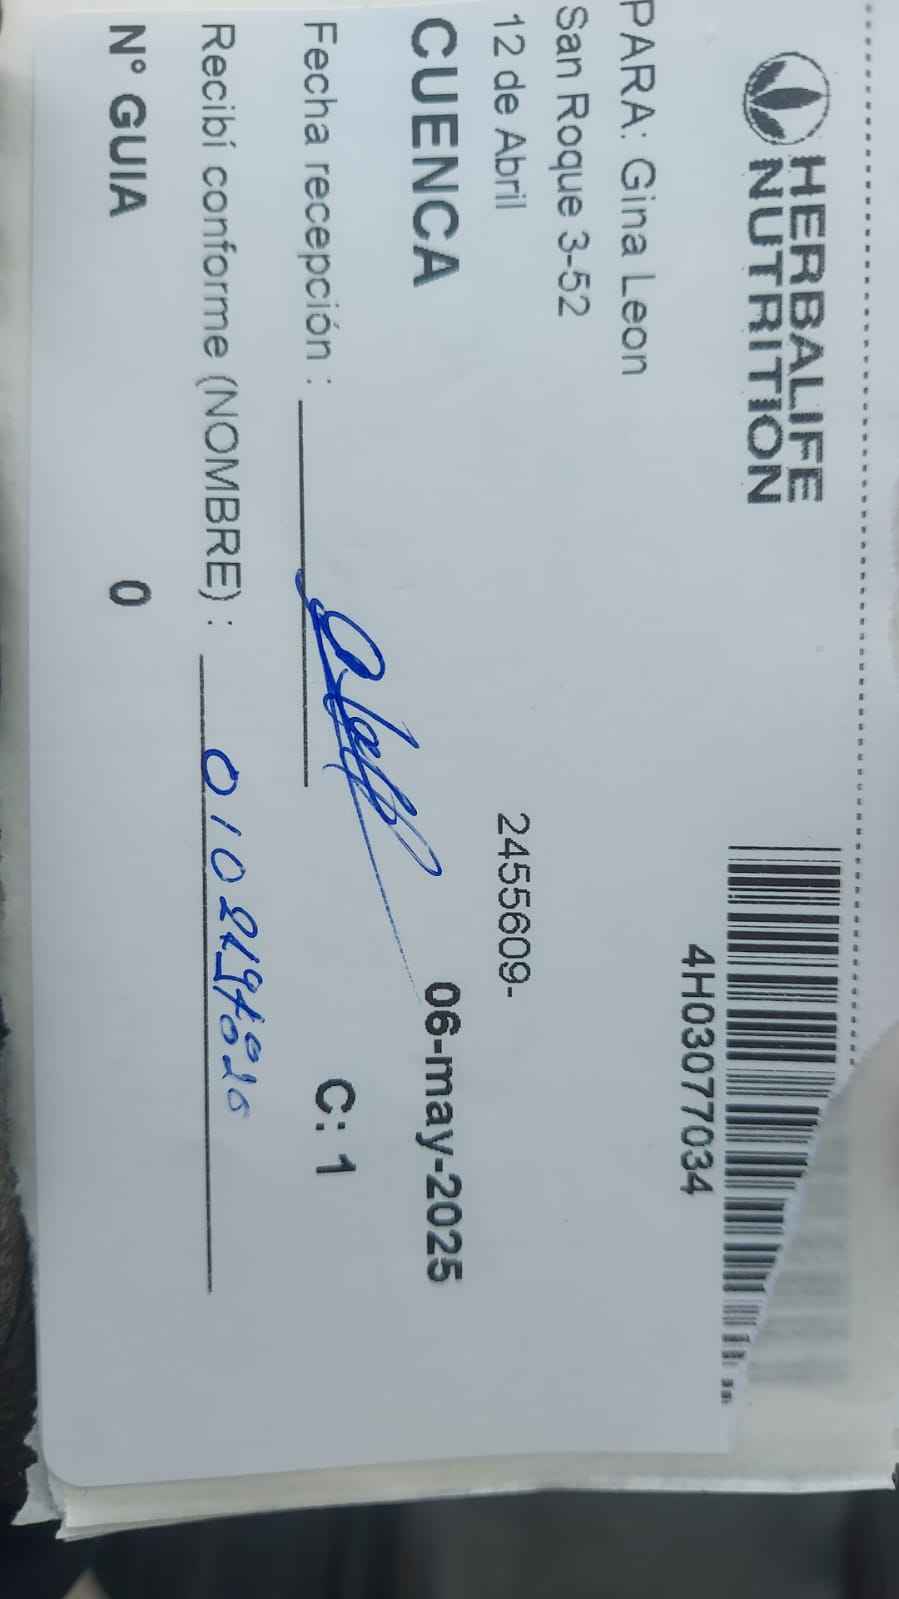 HERBALIFE
NUTRITION
4H03077034
PARA: Gina Leon
San Roque 3-52
12 de Abril
2455609-
CUENCA
06-may-2025
Fecha recepción :
C: 1
Recibí conforme (NOMBRE) :
N° GUIA 0